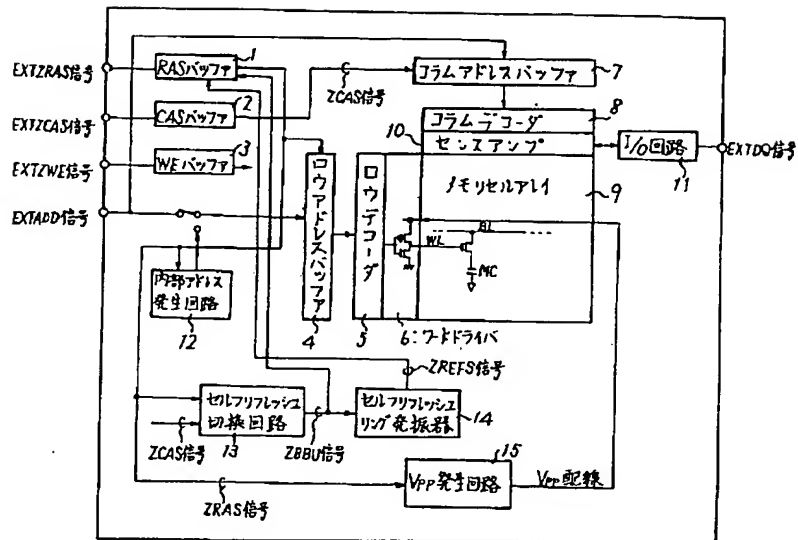 EXTZRAS信号
RASバッファ
1
EXTZCAS信号
CASバッファ
2
EXTZWE信号
WEバッファ
3
EXTADD信号
ZCAS信号
コラムアドレスバッファ
7
コラムデコーダ
8
センスアンプ
10
メモリセルアレイ
9
I/O回路
11
EXTDQ信号
ロウアドレスバッファ
4
ロウデコーダ
5
6:ワードドライバ
WL
BL
MC
内部アドレス
発生回路
12
ZREFS信号
セルフリフレッシュ
切換回路
13
ZCAS信号
ZBBU信号
セルフリフレッシュ
リング発振器
14
ZRAS信号
VPP発生回路
15
VPP配線